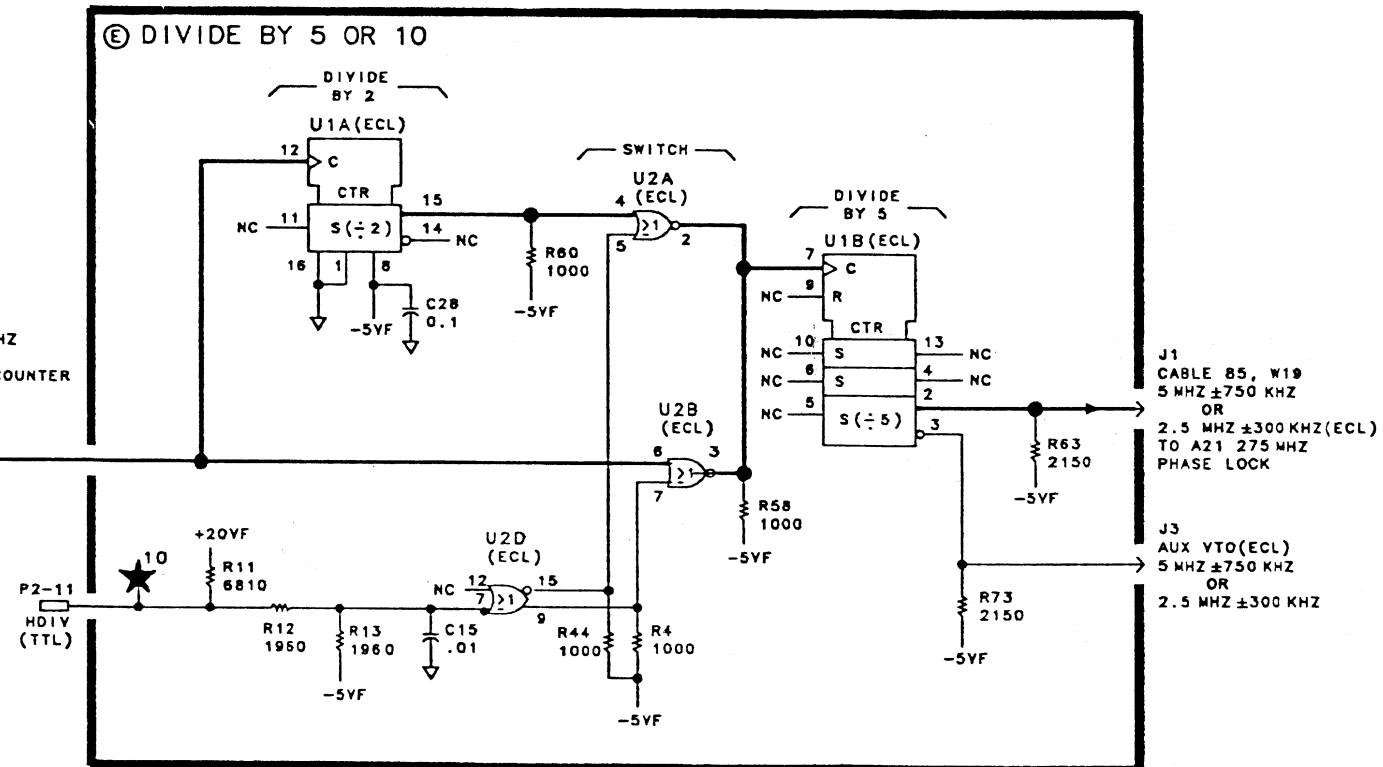 Ⓔ DIVIDE BY 5 OR 10
DIVIDE
BY 2
U1A(ECL)
12
C
CTR
15
NC
11
S(÷2)
14
NC
16
1
8
-5VF
C28
0.1
R60
1000
-5VF
SWITCH
U2A
(ECL)
4
≥1
5
2
DIVIDE
BY 5
U1B(ECL)
7
C
9
NC
R
CTR
NC
10
S
13
NC
NC
6
S
4
NC
2
NC
5
S(÷5)
3
R63
2150
-5VF
HZ
COUNTER
U2B
(ECL)
6
3
≥1
7
R58
1000
-5VF
J1
CABLE 85, W19
5 MHZ ±750 KHZ
OR
2.5 MHZ ±300 KHZ(ECL)
TO A21 275 MHZ
PHASE LOCK
+20VF
10
R11
6810
P2-11
HDIV
(TTL)
R12
1960
R13
1960
-5VF
C15
.01
U2D
(ECL)
NC
12
15
7
≥1
9
R44
1000
R4
1000
-5VF
R73
2150
-5VF
J3
AUX VTO(ECL)
5 MHZ ±750 KHZ
OR
2.5 MHZ ±300 KHZ